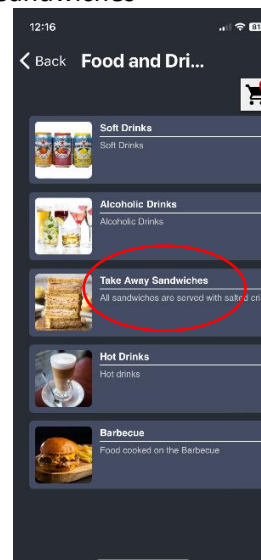 12:16
81
Back Food and Dri...
Soft Drinks
Soft Drinks
Alcoholic Drinks
Alcoholic Drinks
Take Away Sandwiches
All sandwiches are served with salted cri
Hot Drinks
Hot drinks
Barbecue
Food cooked on the Barbecue